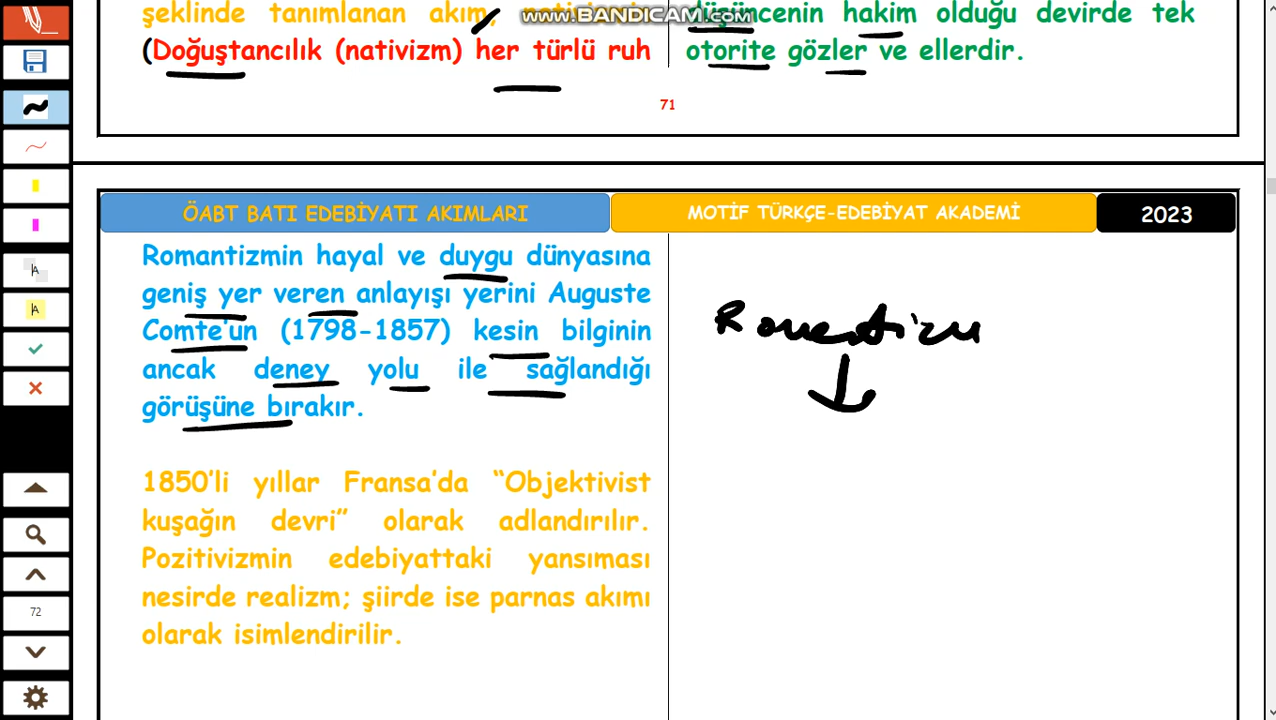 şeklinde tanımlanan akım,
(Doğuştancılık (nativizm) her türlü ruh
düşüncenin hakim olduğu devirde tek
otorite gözler ve ellerdir.
www.BANDICAM.com
71
ÖABT BATI EDEBİYATI AKIMLARI
MOTİF TÜRKÇE-EDEBİYAT AKADEMİ
2023
Romantizmin hayal ve duygu dünyasına
geniş yer veren anlayışı yerini Auguste
Comte'un (1798-1857) kesin bilginin
ancak deney yolu ile sağlandığı
görüşüne bırakır.
1850'li yıllar Fransa'da “Objektivist
kuşağın devri” olarak adlandırılır.
Pozitivizmin edebiyattaki yansıması
nesirde realizm; şiirde ise parnas akımı
olarak isimlendirilir.
Romantizm
72